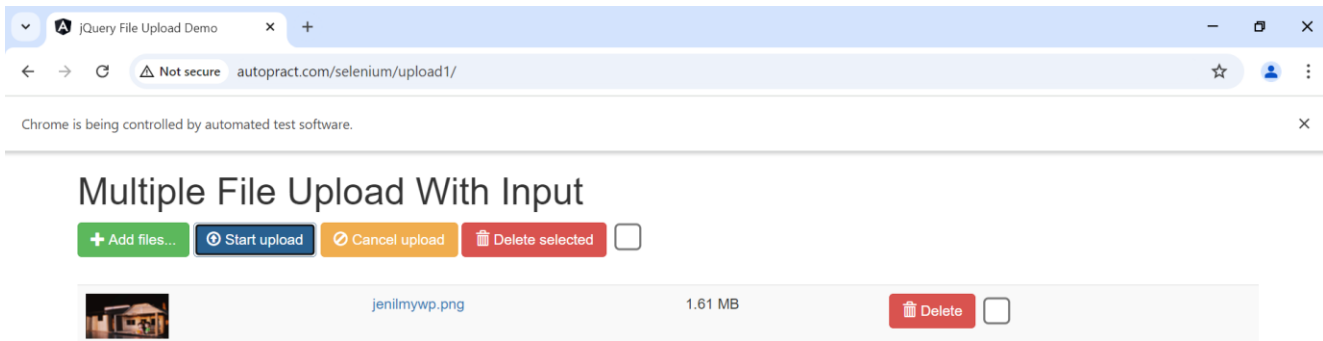 jQuery File Upload Demo
Not secure autopract.com/selenium/upload1/
Chrome is being controlled by automated test software.
Multiple File Upload With Input
Add files... Start upload Cancel upload Delete selected
jenilmywp.png 1.61 MB Delete